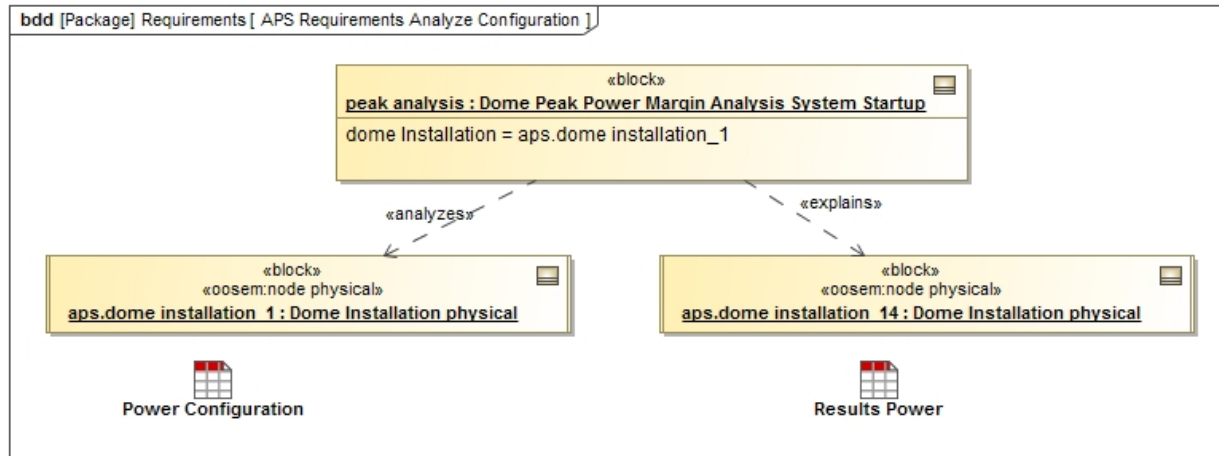 bdd [Package] Requirements [ APS Requirements Analyze Configuration ]
«block»
peak analysis : Dome Peak Power Margin Analysis System Startup
dome Installation = aps.dome installation_1
«analyzes»
«explains»
«block»
«oosem:node physical»
aps.dome installation_1 : Dome Installation physical
«block»
«oosem:node physical»
aps.dome installation_14 : Dome Installation physical
Power Configuration
Results Power